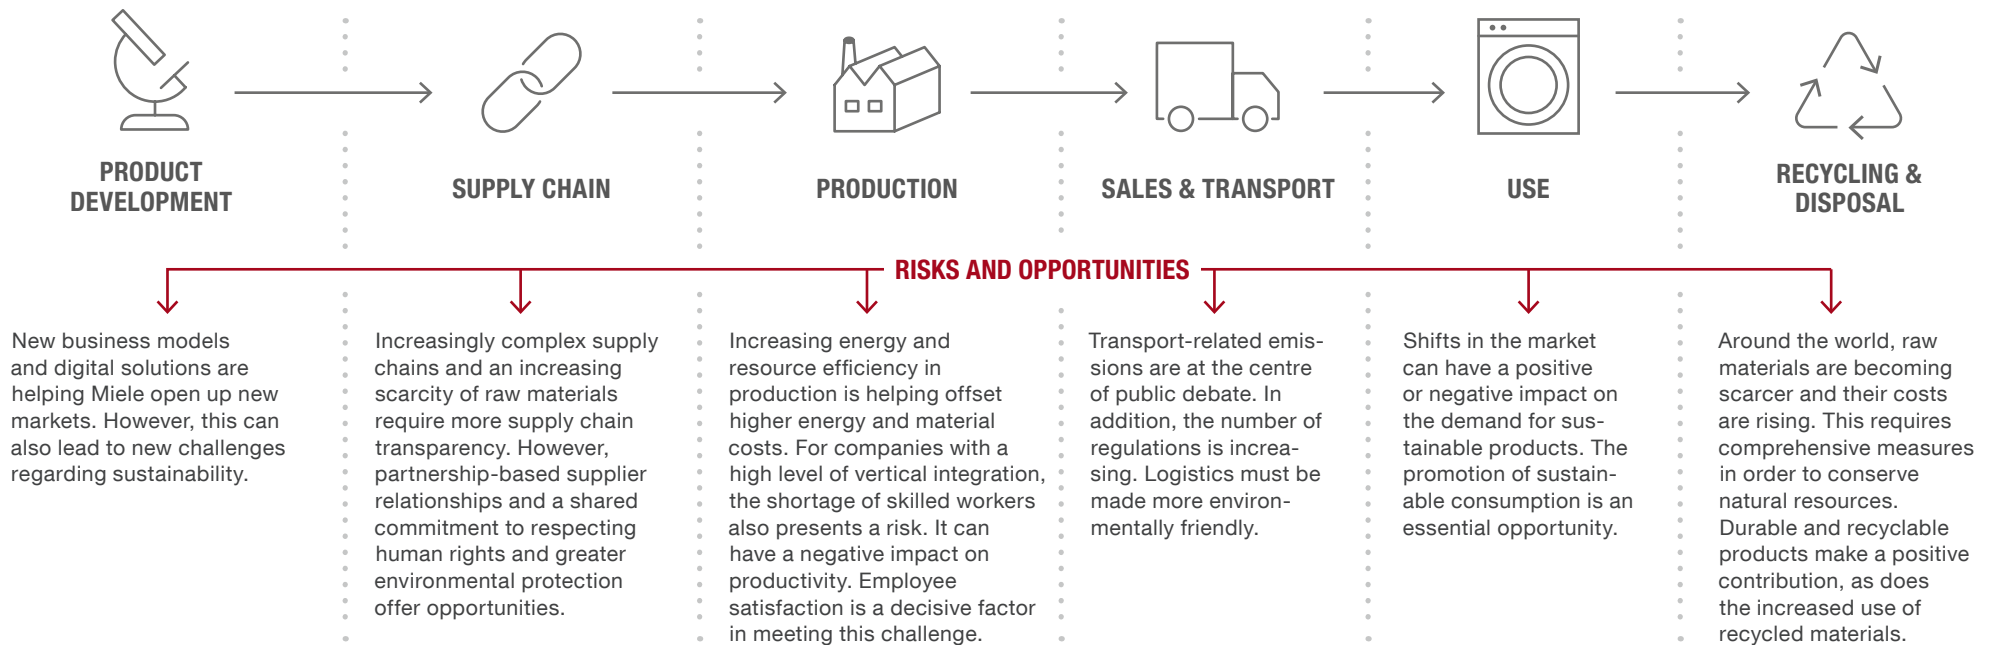 PRODUCT
DEVELOPMENT
SUPPLY CHAIN
PRODUCTION
SALES & TRANSPORT
USE
RECYCLING &
DISPOSAL
RISKS AND OPPORTUNITIES
New business models
and digital solutions are
helping Miele open up new
markets. However, this can
also lead to new challenges
regarding sustainability.
Increasingly complex supply
chains and an increasing
scarcity of raw materials
require more supply chain
transparency. However,
partnership-based supplier
relationships and a shared
commitment to respecting
human rights and greater
environmental protection
offer opportunities.
Increasing energy and
resource efficiency in
production is helping offset
higher energy and material
costs. For companies with a
high level of vertical integration,
the shortage of skilled workers
also presents a risk. It can
have a negative impact on
productivity. Employee
satisfaction is a decisive factor
in meeting this challenge.
Transport-related emis-
sions are at the centre
of public debate. In
addition, the number of
regulations is increa-
sing. Logistics must be
made more environ-
mentally friendly.
Shifts in the market
can have a positive
or negative impact on
the demand for sus-
tainable products. The
promotion of sustain-
able consumption is an
essential opportunity.
Around the world, raw
materials are becoming
scarcer and their costs
are rising. This requires
comprehensive measures
in order to conserve
natural resources.
Durable and recyclable
products make a positive
contribution, as does
the increased use of
recycled materials.